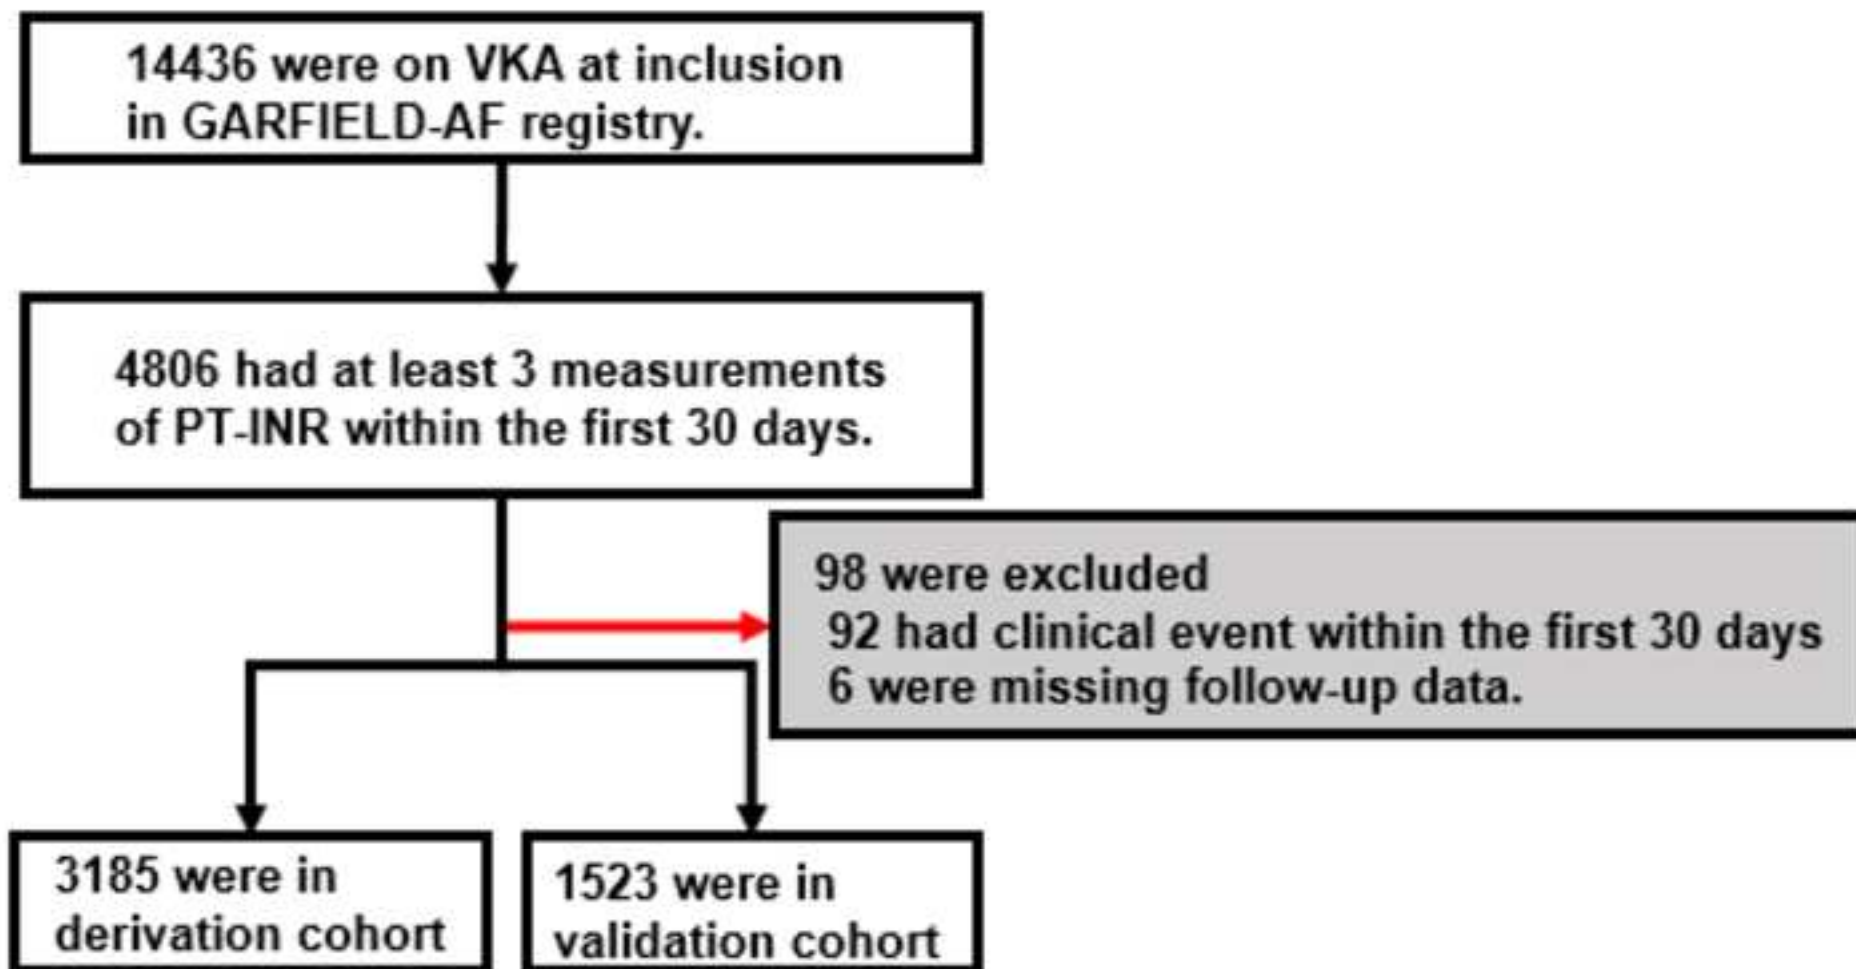 14436 were on VKA at inclusion
in GARFIELD-AF registry.
4806 had at least 3 measurements
of PT-INR within the first 30 days.
98 were excluded
92 had clinical event within the first 30 days
6 were missing follow-up data.
3185 were in
derivation cohort
1523 were in
validation cohort